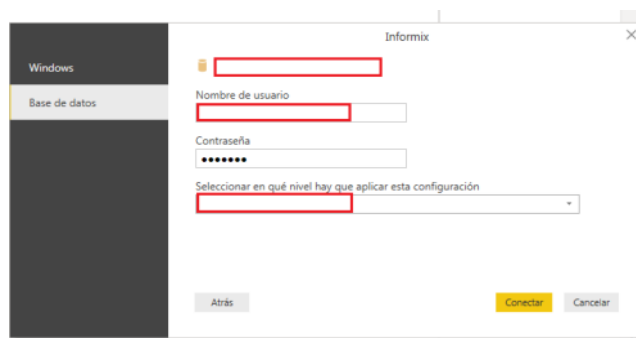 Informix
Windows
Base de datos
Nombre de usuario
Contraseña
•••••••
Seleccionar en qué nivel hay que aplicar esta configuración
Atrás
Conectar
Cancelar